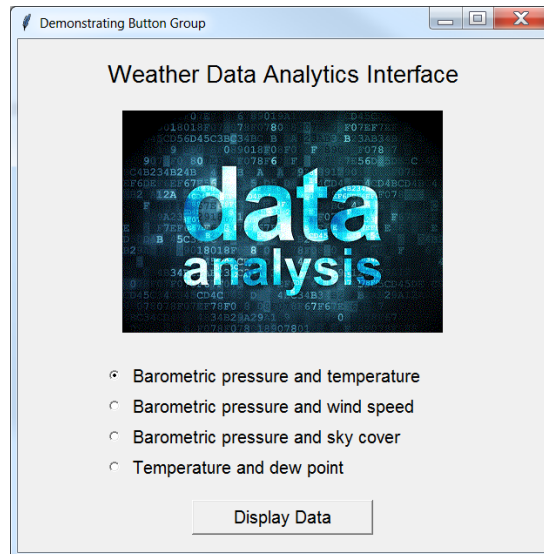 Demonstrating Button Group
Weather Data Analytics Interface
data
analysis
Barometric pressure and temperature
Barometric pressure and wind speed
Barometric pressure and sky cover
Temperature and dew point
Display Data